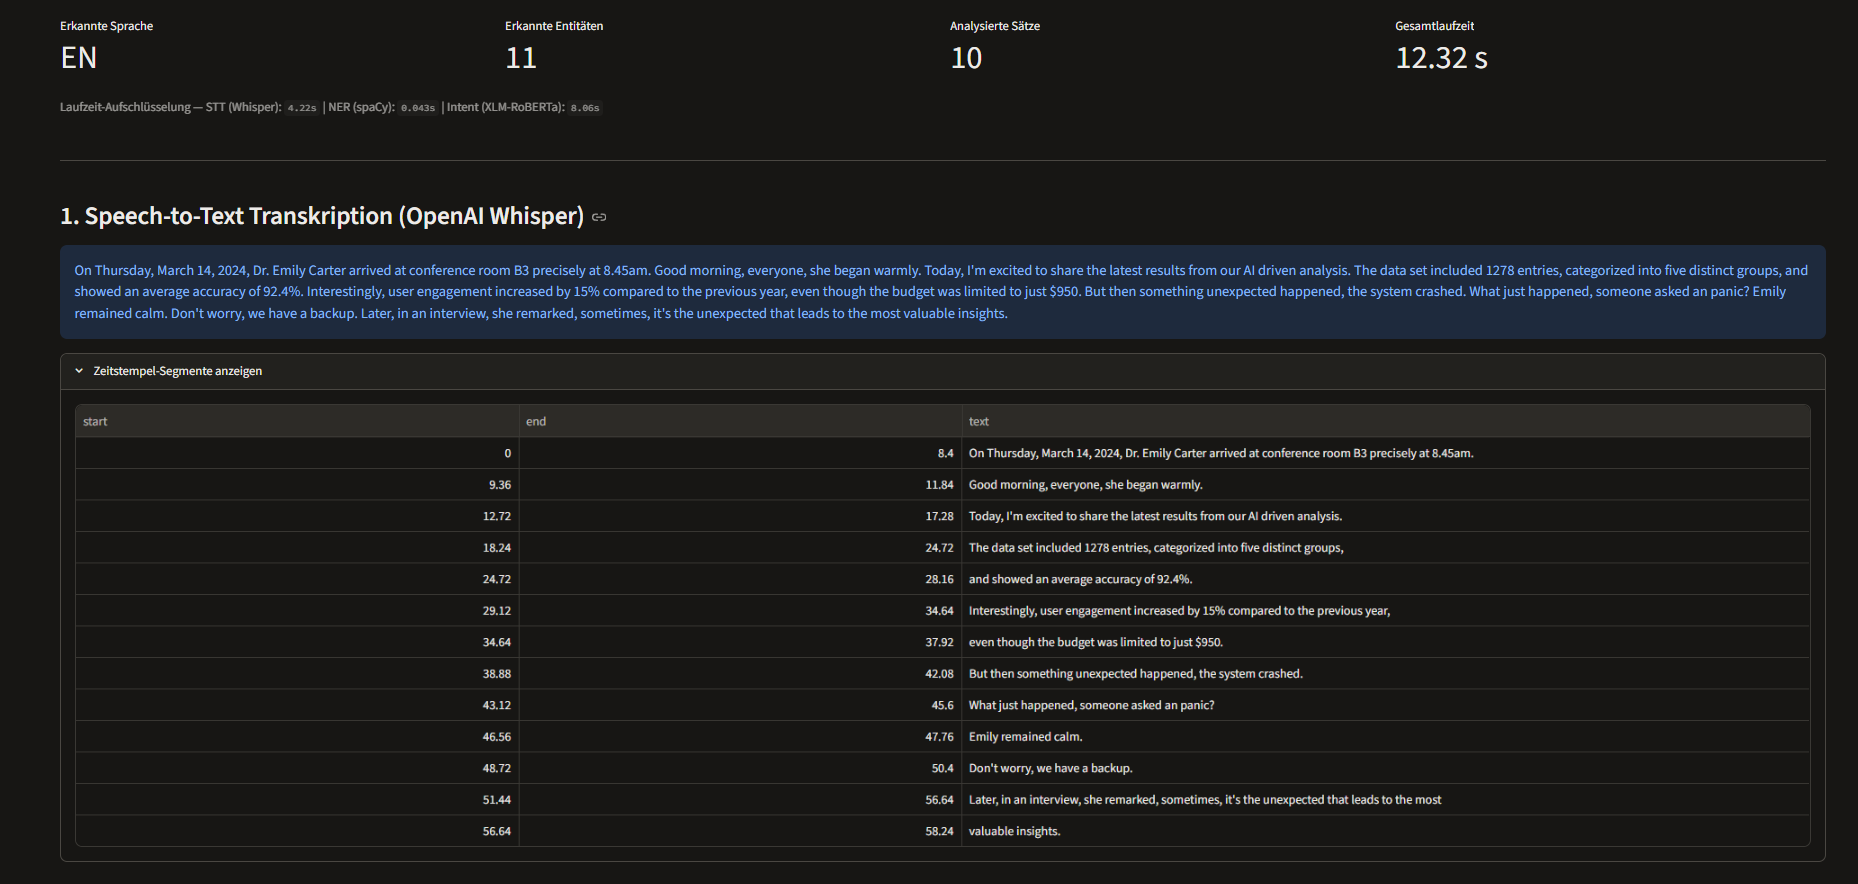 Erkannte Sprache
EN
Erkannte Entitäten
11
Analysierte Sätze
10
Gesamtlaufzeit
12.32 s
Laufzeit-Aufschlüsselung — STT (Whisper): 4.22s | NER (spaCy): 0.043s | Intent (XLM-RoBERTa): 8.06s
1. Speech-to-Text Transkription (OpenAI Whisper)
On Thursday, March 14, 2024, Dr. Emily Carter arrived at conference room B3 precisely at 8.45am. Good morning, everyone, she began warmly. Today, I'm excited to share the latest results from our AI driven analysis. The data set included 1278 entries, categorized into five distinct groups, and
showed an average accuracy of 92.4%. Interestingly, user engagement increased by 15% compared to the previous year, even though the budget was limited to just $950. But then something unexpected happened, the system crashed. What just happened, someone asked an panic? Emily
remained calm. Don't worry, we have a backup. Later, in an interview, she remarked, sometimes, it's the unexpected that leads to the most valuable insights.
Zeitstempel-Segmente anzeigen
start end text
0 8.4 On Thursday, March 14, 2024, Dr. Emily Carter arrived at conference room B3 precisely at 8.45am.
9.36 11.84 Good morning, everyone, she began warmly.
12.72 17.28 Today, I'm excited to share the latest results from our AI driven analysis.
18.24 24.72 The data set included 1278 entries, categorized into five distinct groups,
24.72 28.16 and showed an average accuracy of 92.4%.
29.12 34.64 Interestingly, user engagement increased by 15% compared to the previous year,
34.64 37.92 even though the budget was limited to just $950.
38.88 42.08 But then something unexpected happened, the system crashed.
43.12 45.6 What just happened, someone asked an panic?
46.56 47.76 Emily remained calm.
48.72 50.4 Don't worry, we have a backup.
51.44 56.64 Later, in an interview, she remarked, sometimes, it's the unexpected that leads to the most
56.64 58.24 valuable insights.